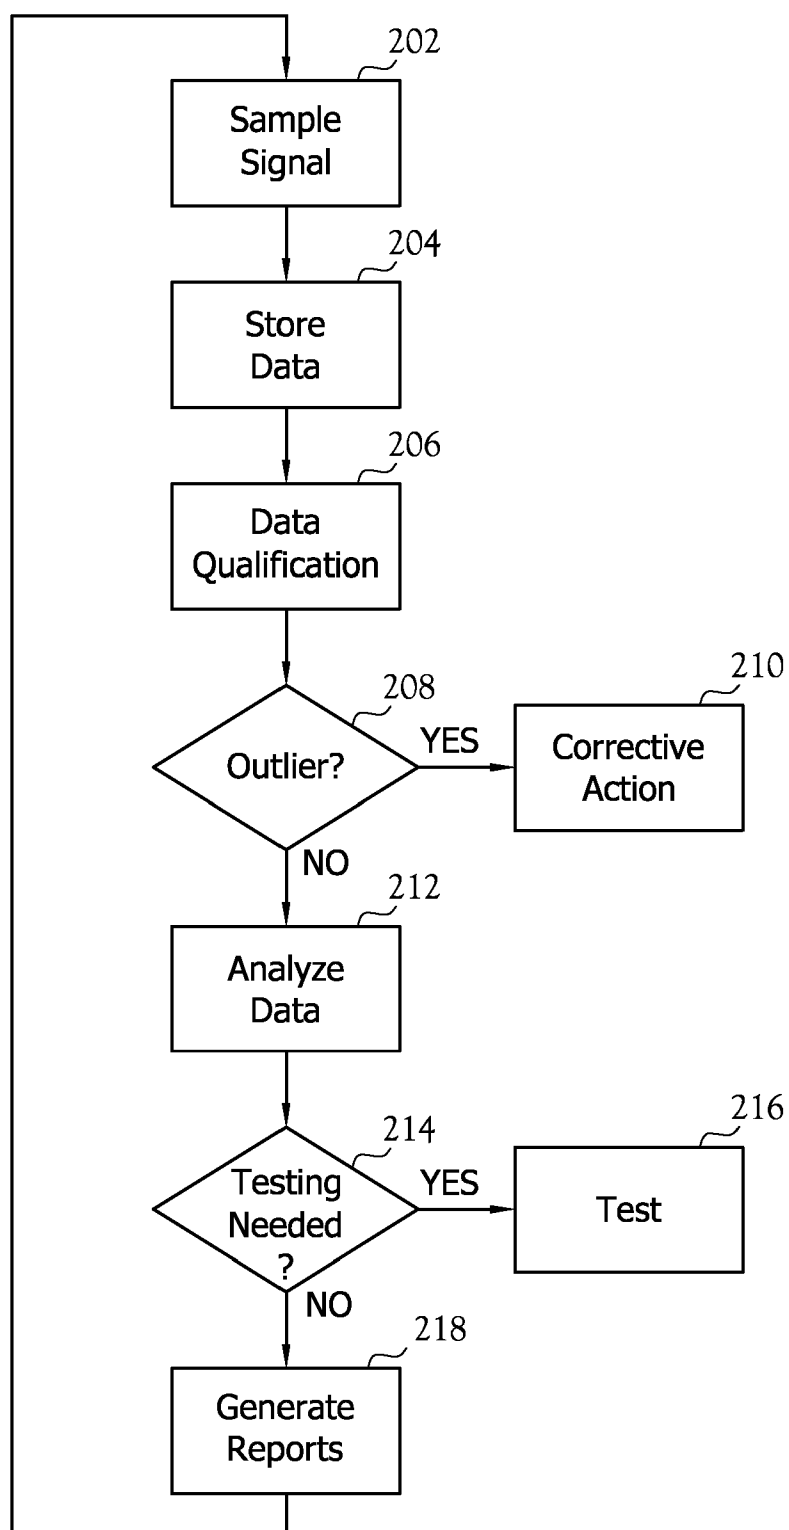 202
Sample
Signal
204
Store
Data
206
Data
Qualification
208
Outlier?
YES
210
Corrective
Action
NO
212
Analyze
Data
214
Testing
Needed
?
YES
216
Test
NO
218
Generate
Reports